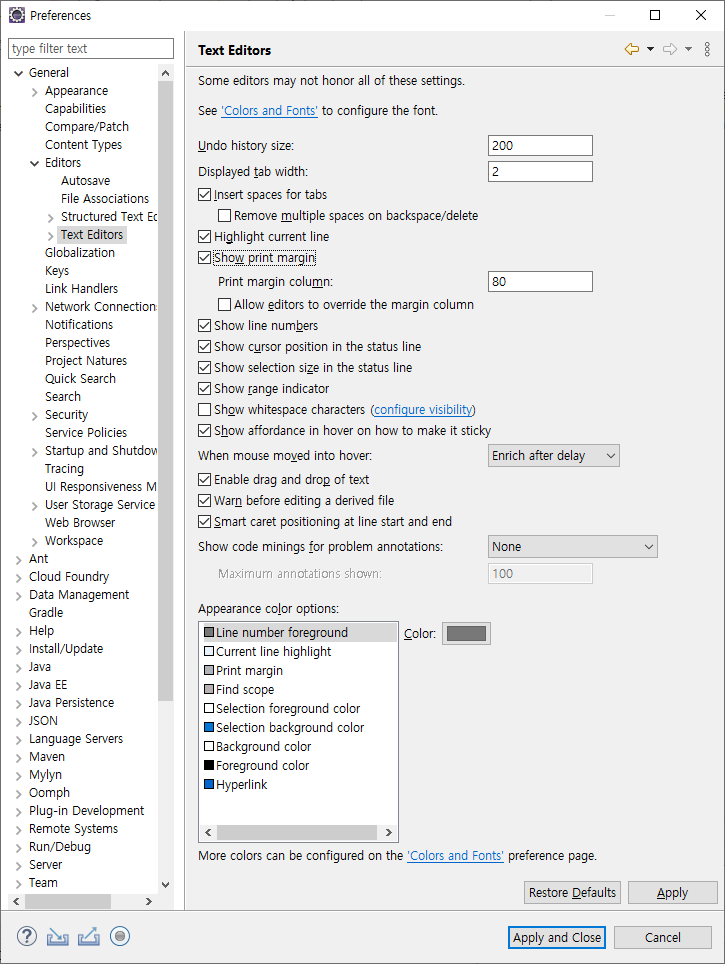 Preferences
type filter text
General
Appearance
Capabilities
Compare/Patch
Content Types
Editors
Autosave
File Associations
Structured Text Ec
Text Editors
Globalization
Keys
Link Handlers
Network Connection
Notifications
Perspectives
Project Natures
Quick Search
Search
Security
Service Policies
Startup and Shutdow
Tracing
UI Responsiveness M
User Storage Service
Web Browser
Workspace
Ant
Cloud Foundry
Data Management
Gradle
Help
Install/Update
Java
Java EE
Java Persistence
JSON
Language Servers
Maven
Mylyn
Oomph
Plug-in Development
Remote Systems
Run/Debug
Server
Team
Text Editors
Some editors may not honor all of these settings.
See 'Colors and Fonts' to configure the font.
Undo history size: 200
Displayed tab width: 2
Insert spaces for tabs
Remove multiple spaces on backspace/delete
Highlight current line
Show print margin
Print margin column: 80
Allow editors to override the margin column
Show line numbers
Show cursor position in the status line
Show selection size in the status line
Show range indicator
Show whitespace characters (configure visibility)
Show affordance in hover on how to make it sticky
When mouse moved into hover: Enrich after delay
Enable drag and drop of text
Warn before editing a derived file
Smart caret positioning at line start and end
Show code minings for problem annotations: None
Maximum annotations shown: 100
Appearance color options:
Line number foreground
Current line highlight
Print margin
Find scope
Selection foreground color
Selection background color
Background color
Foreground color
Hyperlink
Color:
More colors can be configured on the 'Colors and Fonts' preference page.
Restore Defaults
Apply
Apply and Close
Cancel